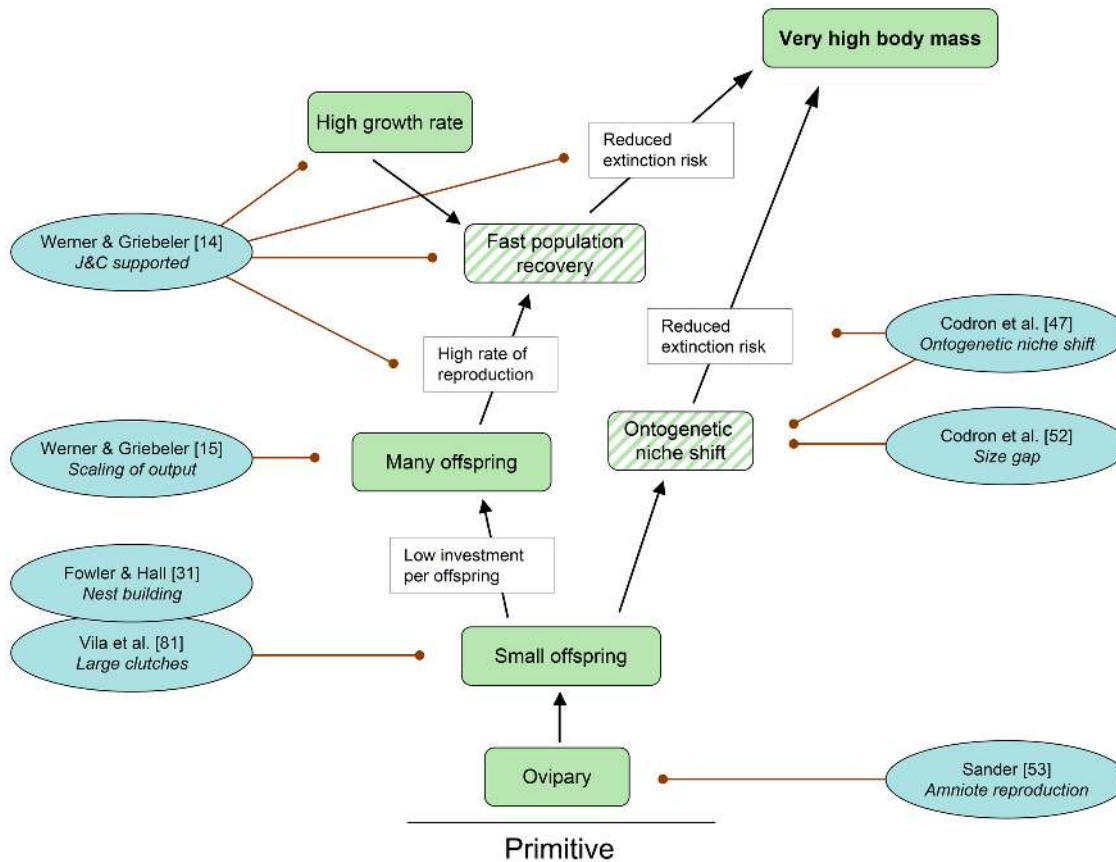 Very high body mass
High growth rate
Reduced
extinction risk
Werner & Griebeler [14]
J&C supported
Fast population
recovery
High rate of
reproduction
Reduced
extinction risk
Codron et al. [47]
Ontogenetic niche shift
Werner & Griebeler [15]
Scaling of output
Many offspring
Ontogenetic
niche shift
Codron et al. [52]
Size gap
Low investment
per offspring
Fowler & Hall [31]
Nest building
Vila et al. [81]
Large clutches
Small offspring
Ovipary
Sander [53]
Amniote reproduction
Primitive